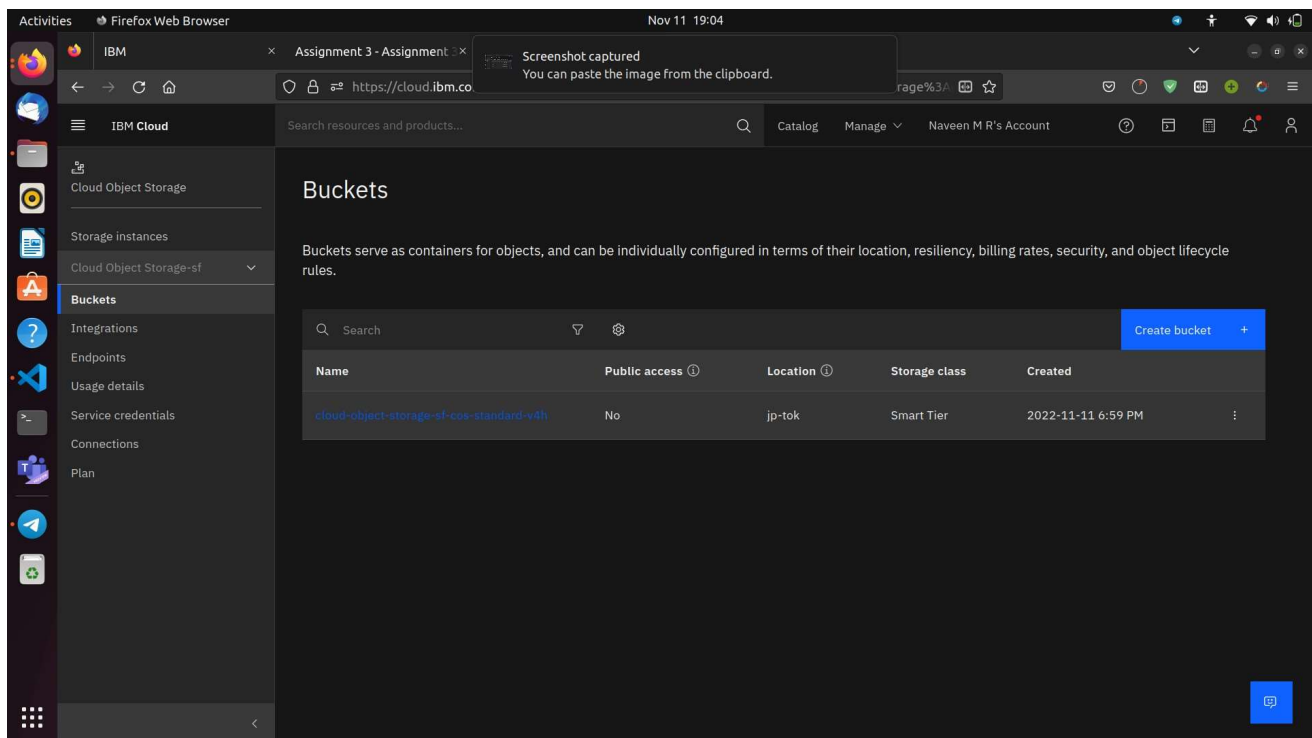 Activities Firefox Web Browser Nov 11 19:04
IBM × Assignment 3 - Assignment 3 ×
Screenshot captured
You can paste the image from the clipboard.
https://cloud.ibm.co rage%3A
IBM Cloud Search resources and products... Catalog Manage Naveen M R's Account
Cloud Object Storage
Storage instances
Cloud Object Storage-sf
Buckets
Integrations
Endpoints
Usage details
Service credentials
Connections
Plan
Buckets
Buckets serve as containers for objects, and can be individually configured in terms of their location, resiliency, billing rates, security, and object lifecycle
rules.
Search Create bucket +
Name Public access Location Storage class Created
cloud-object-storage-sf-cos-standard-v4h No jp-tok Smart Tier 2022-11-11 6:59 PM